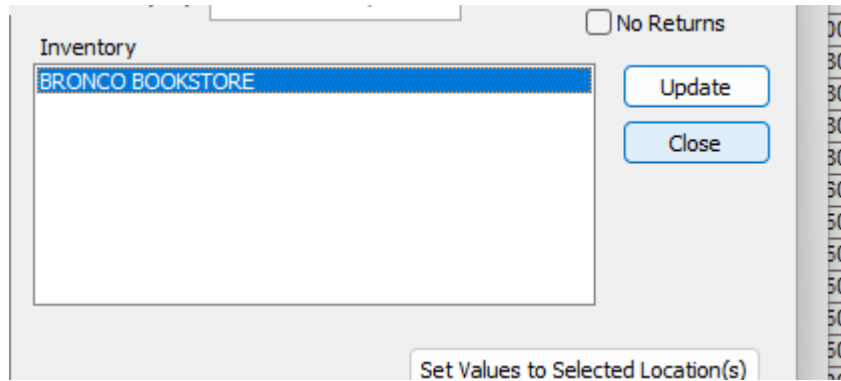 No Returns
Inventory
BRONCO BOOKSTORE
Update
Close
Set Values to Selected Location(s)